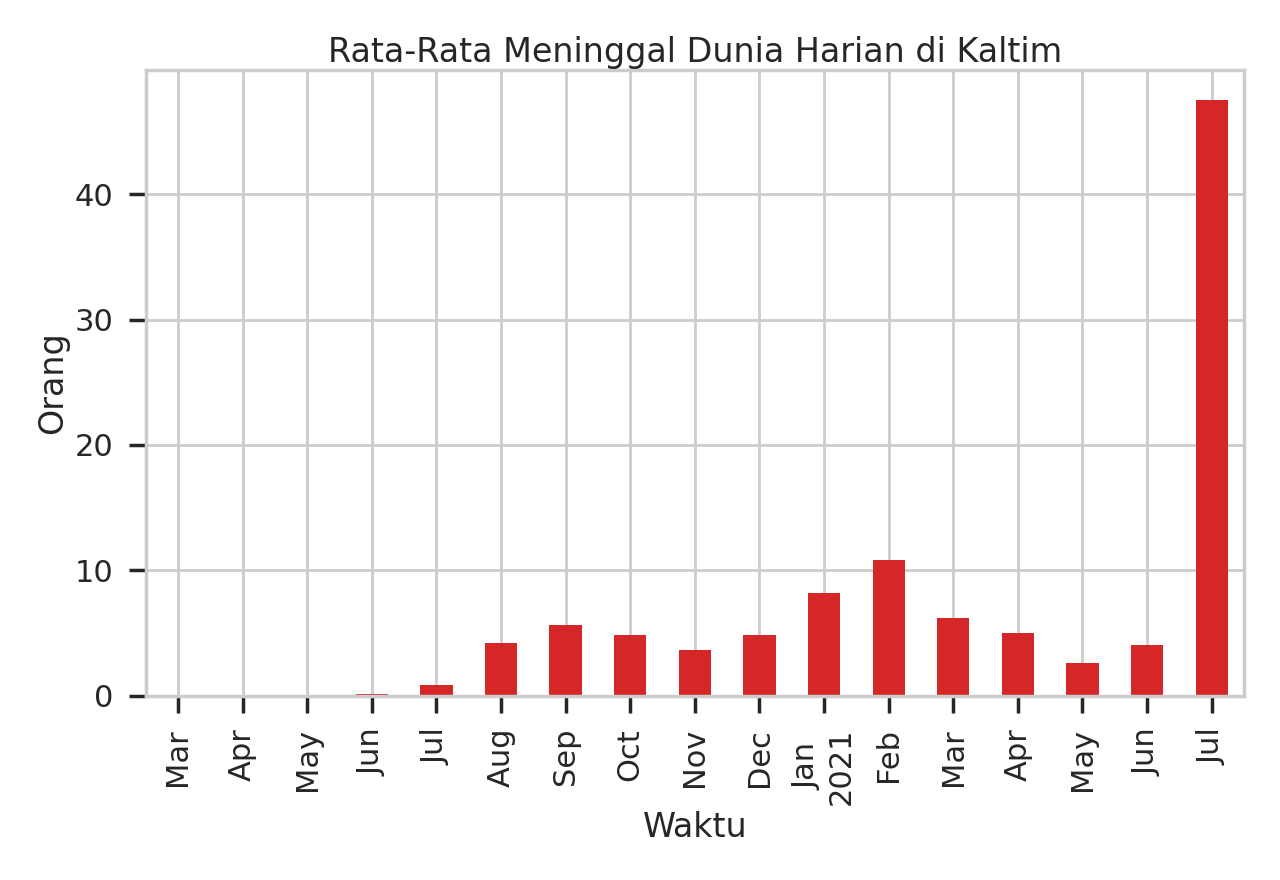 Rata-Rata Meninggal Dunia Harian di Kaltim
Orang
40
30
20
10
0
Mar
Apr
May
Jun
Jul
Aug
Sep
Oct
Nov
Dec
Jan
2021
Feb
Mar
Apr
May
Jun
Jul
Waktu